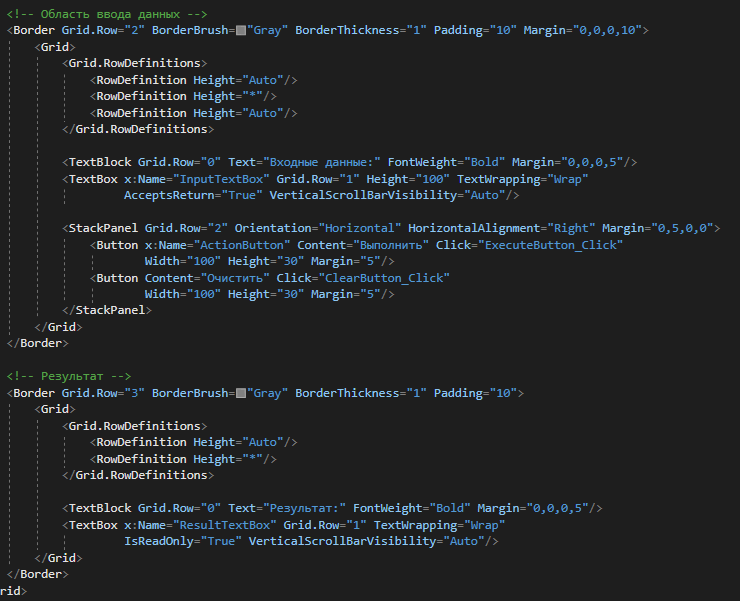 <!-- Область ввода данных -->
<Border Grid.Row="2" BorderBrush="Gray" BorderThickness="1" Padding="10" Margin="0,0,0,10">
<Grid>
<Grid.RowDefinitions>
<RowDefinition Height="Auto"/>
<RowDefinition Height="*"/>
<RowDefinition Height="Auto"/>
</Grid.RowDefinitions>
<TextBlock Grid.Row="0" Text="Входные данные:" FontWeight="Bold" Margin="0,0,0,5"/>
<TextBox x:Name="InputTextBox" Grid.Row="1" Height="100" TextWrapping="Wrap"
AcceptsReturn="True" VerticalScrollBarVisibility="Auto"/>
<StackPanel Grid.Row="2" Orientation="Horizontal" HorizontalAlignment="Right" Margin="0,5,0,0">
<Button x:Name="ActionButton" Content="Выполнить" Click="ExecuteButton_Click"
Width="100" Height="30" Margin="5"/>
<Button Content="Очистить" Click="ClearButton_Click"
Width="100" Height="30" Margin="5"/>
</StackPanel>
</Grid>
</Border>
<!-- Результат -->
<Border Grid.Row="3" BorderBrush="Gray" BorderThickness="1" Padding="10">
<Grid>
<Grid.RowDefinitions>
<RowDefinition Height="Auto"/>
<RowDefinition Height="*"/>
</Grid.RowDefinitions>
<TextBlock Grid.Row="0" Text="Результат:" FontWeight="Bold" Margin="0,0,0,5"/>
<TextBox x:Name="ResultTextBox" Grid.Row="1" TextWrapping="Wrap"
IsReadOnly="True" VerticalScrollBarVisibility="Auto"/>
</Grid>
</Border>
rid>